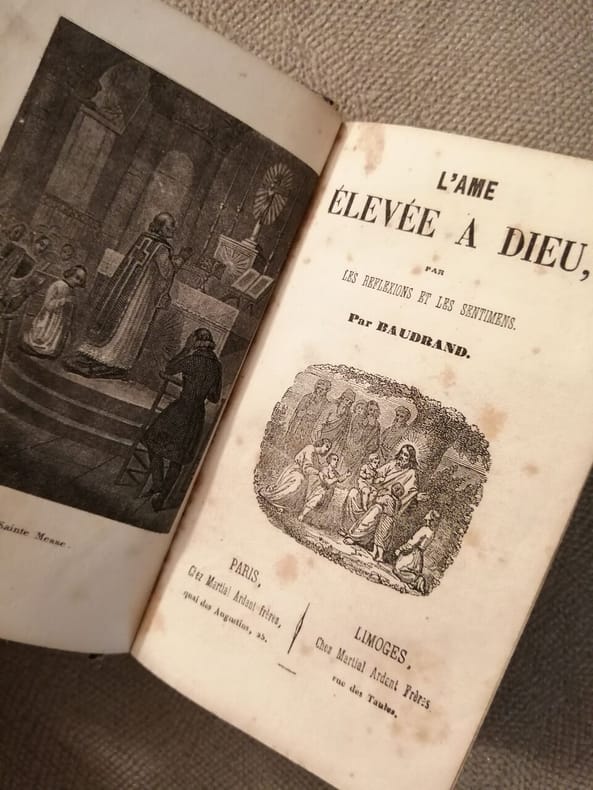 Sainte Messe.
L'AME
ÉLEVÉE A DIEU,
PAR
LES REFLEXIONS ET LES SENTIMENS.
Par BAUDRAND.
PARIS,
Chez Martial Ardant frères,
quai des Augustins, 25.
LIMOGES,
Chez Martial Ardant Frères,
rue des Taules.